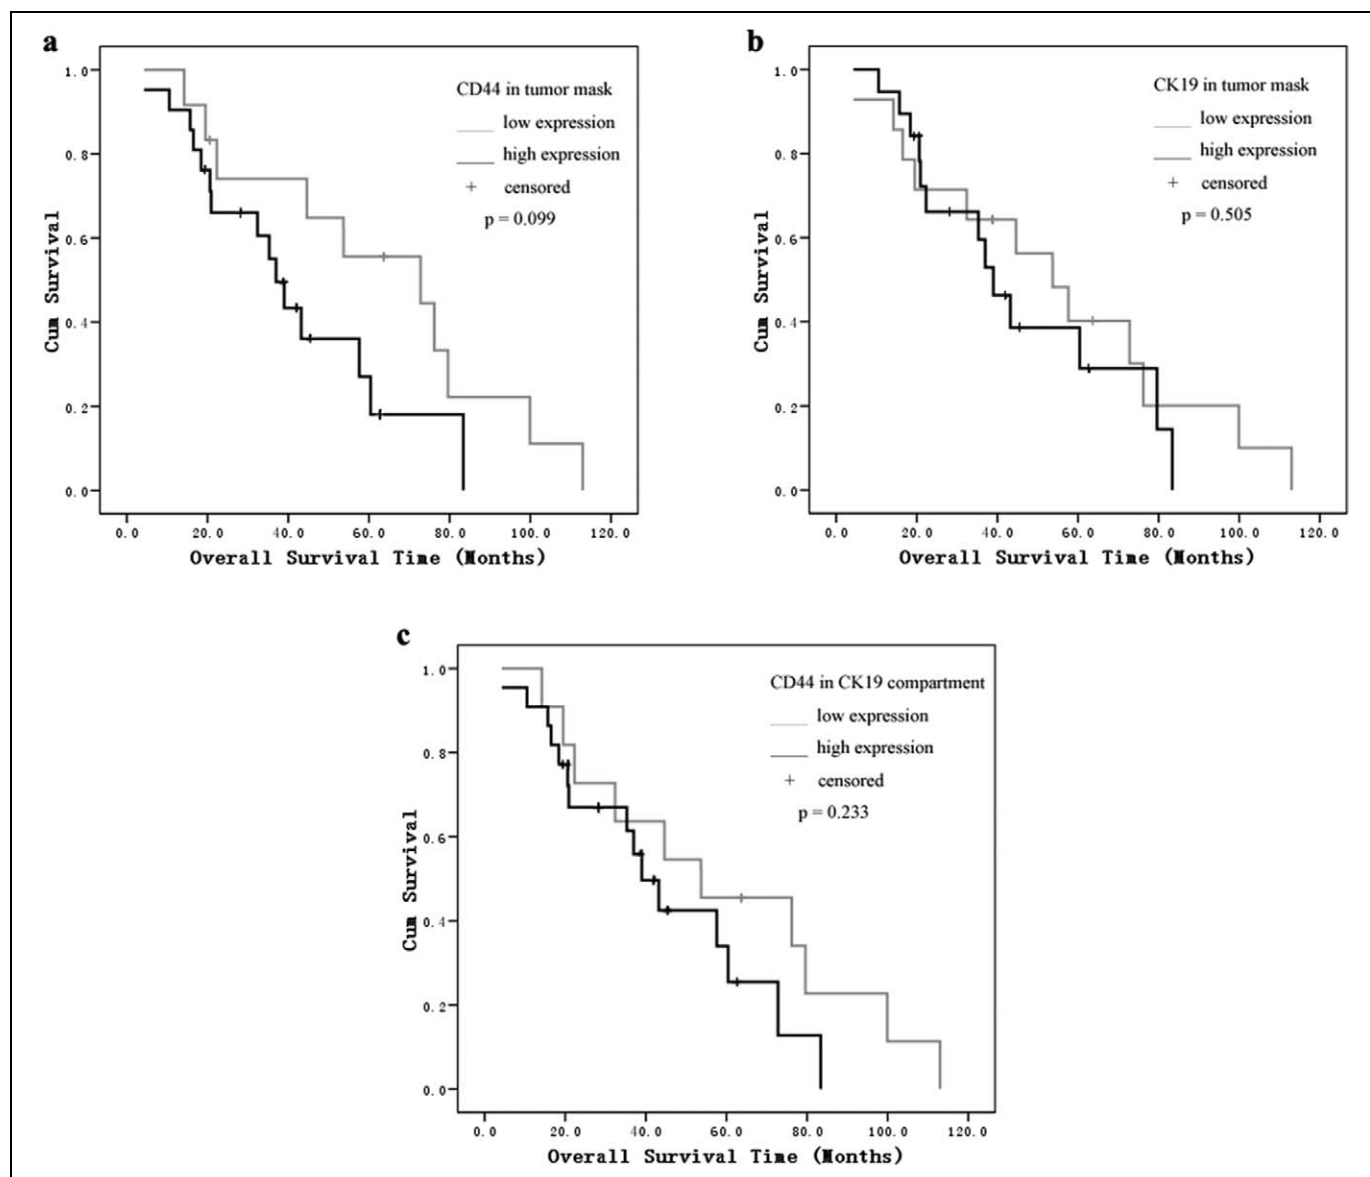 a
CD44 in tumor mask
low expression
high expression
+ censored
p = 0.099
1.0
0.8
0.6
0.4
0.2
0.0
Cum Survival
0.0 20.0 40.0 60.0 80.0 100.0 120.0
Overall Survival Time (Months)
b
CK19 in tumor mask
low expression
high expression
+ censored
p = 0.505
1.0
0.8
0.6
0.4
0.2
0.0
Cum Survival
0.0 20.0 40.0 60.0 80.0 100.0 120.0
Overall Survival Time (Months)
c
CD44 in CK19 compartment
low expression
high expression
+ censored
p = 0.233
1.0
0.8
0.6
0.4
0.2
0.0
Cum Survival
0.0 20.0 40.0 60.0 80.0 100.0 120.0
Overall Survival Time (Months)